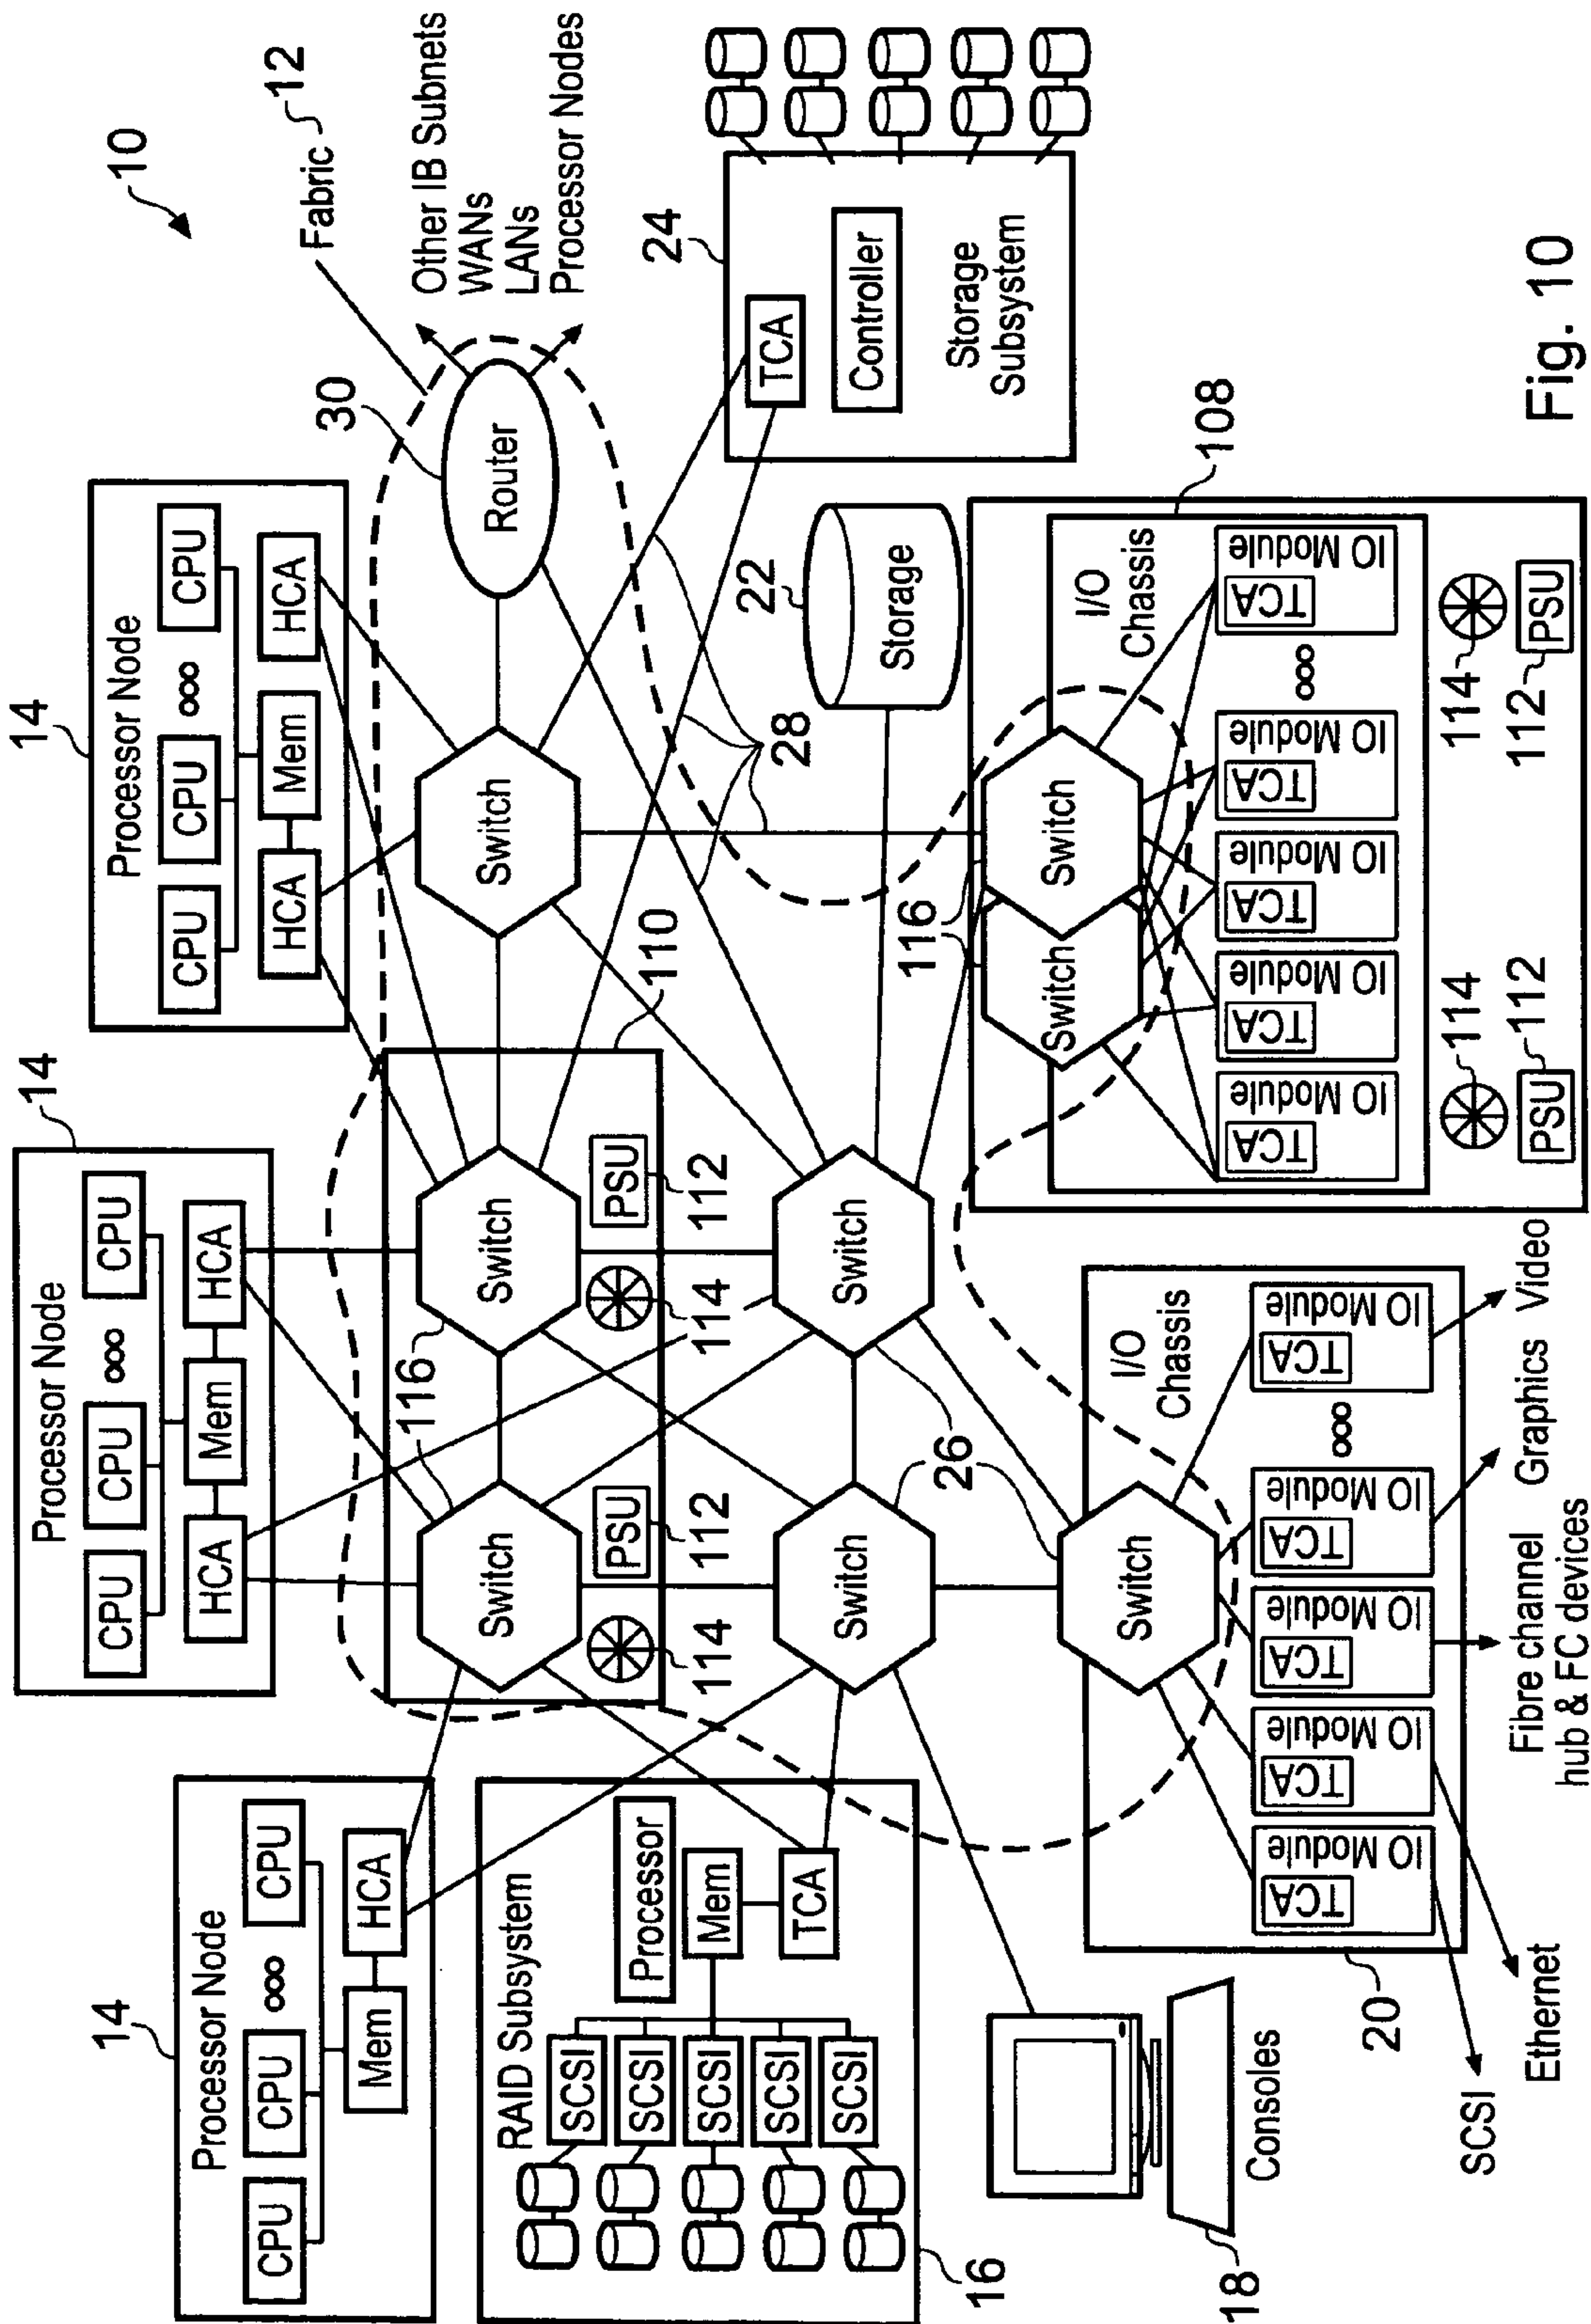 10
Fabric
12
Other IB Subnets
WANs
LANs
Processor Nodes
14
Processor Node
CPU
CPU
CPU
HCA
Mem
14
Processor Node
CPU
CPU
CPU
HCA
Mem
HCA
14
Processor Node
CPU
CPU
CPU
HCA
Mem
HCA
30
Router
RAID Subsystem
Processor
SCSI
SCSI
SCSI
SCSI
SCSI
Mem
TCA
16
116
Switch
Switch
Switch
114
PSU
112
114
PSU
112
110
Switch
Switch
26
28
22
Storage
24
TCA
Controller
Storage
Subsystem
Consoles
18
Switch
I/O
Chassis
TCA
IO Module
TCA
IO Module
TCA
IO Module
TCA
IO Module
TCA
IO Module
20
SCSI
Ethernet
Fibre channel
hub & FC devices
Graphics
Video
116
Switch
Switch
I/O
Chassis
108
TCA
IO Module
TCA
IO Module
TCA
IO Module
TCA
IO Module
TCA
IO Module
114
114
PSU
112
PSU
112
Fig. 10